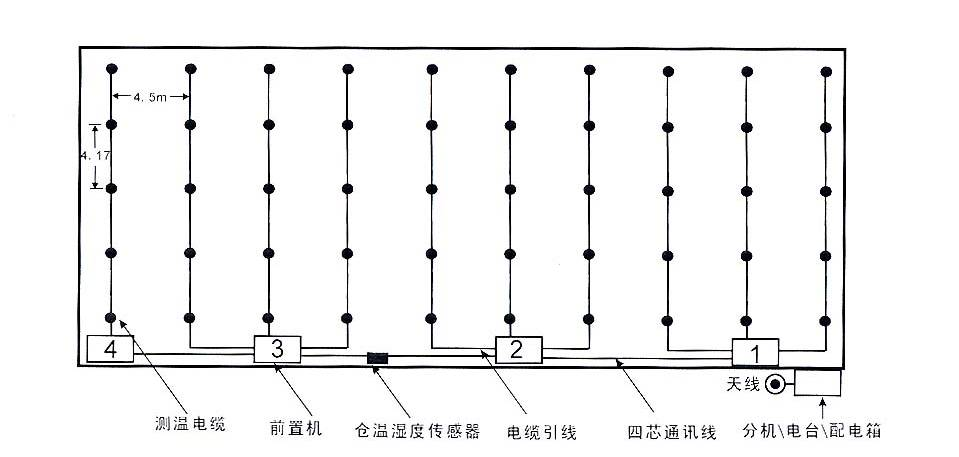 4. 5m
4. 17
4
3
2
1
天线
测温电缆
前置机
仓温湿度传感器
电缆引线
四芯通讯线
分机\电台\配电箱